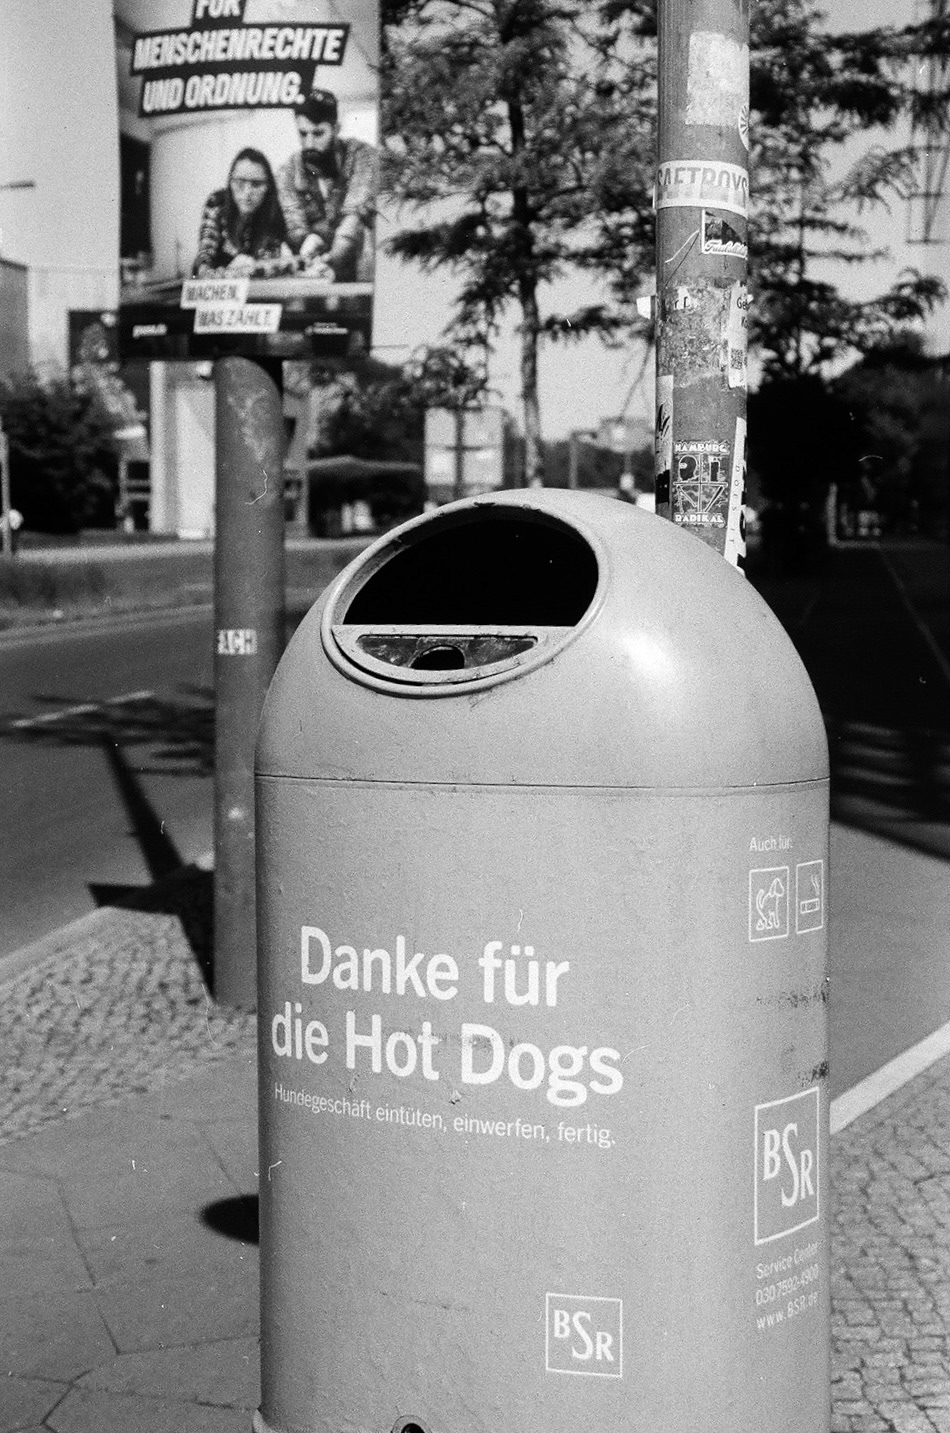 FÜR
MENSCHENRECHTE
UND ORDNUNG.
MACHEN,
WAS ZÄHLT.
SAFTBOYS
HAMBURG
RADIKAL
Auch für:
Danke für
die Hot Dogs
Hundegeschäft eintüten, einwerfen, fertig.
BSR
Service Center
030 7592-4900
www.BSR.de
BSR